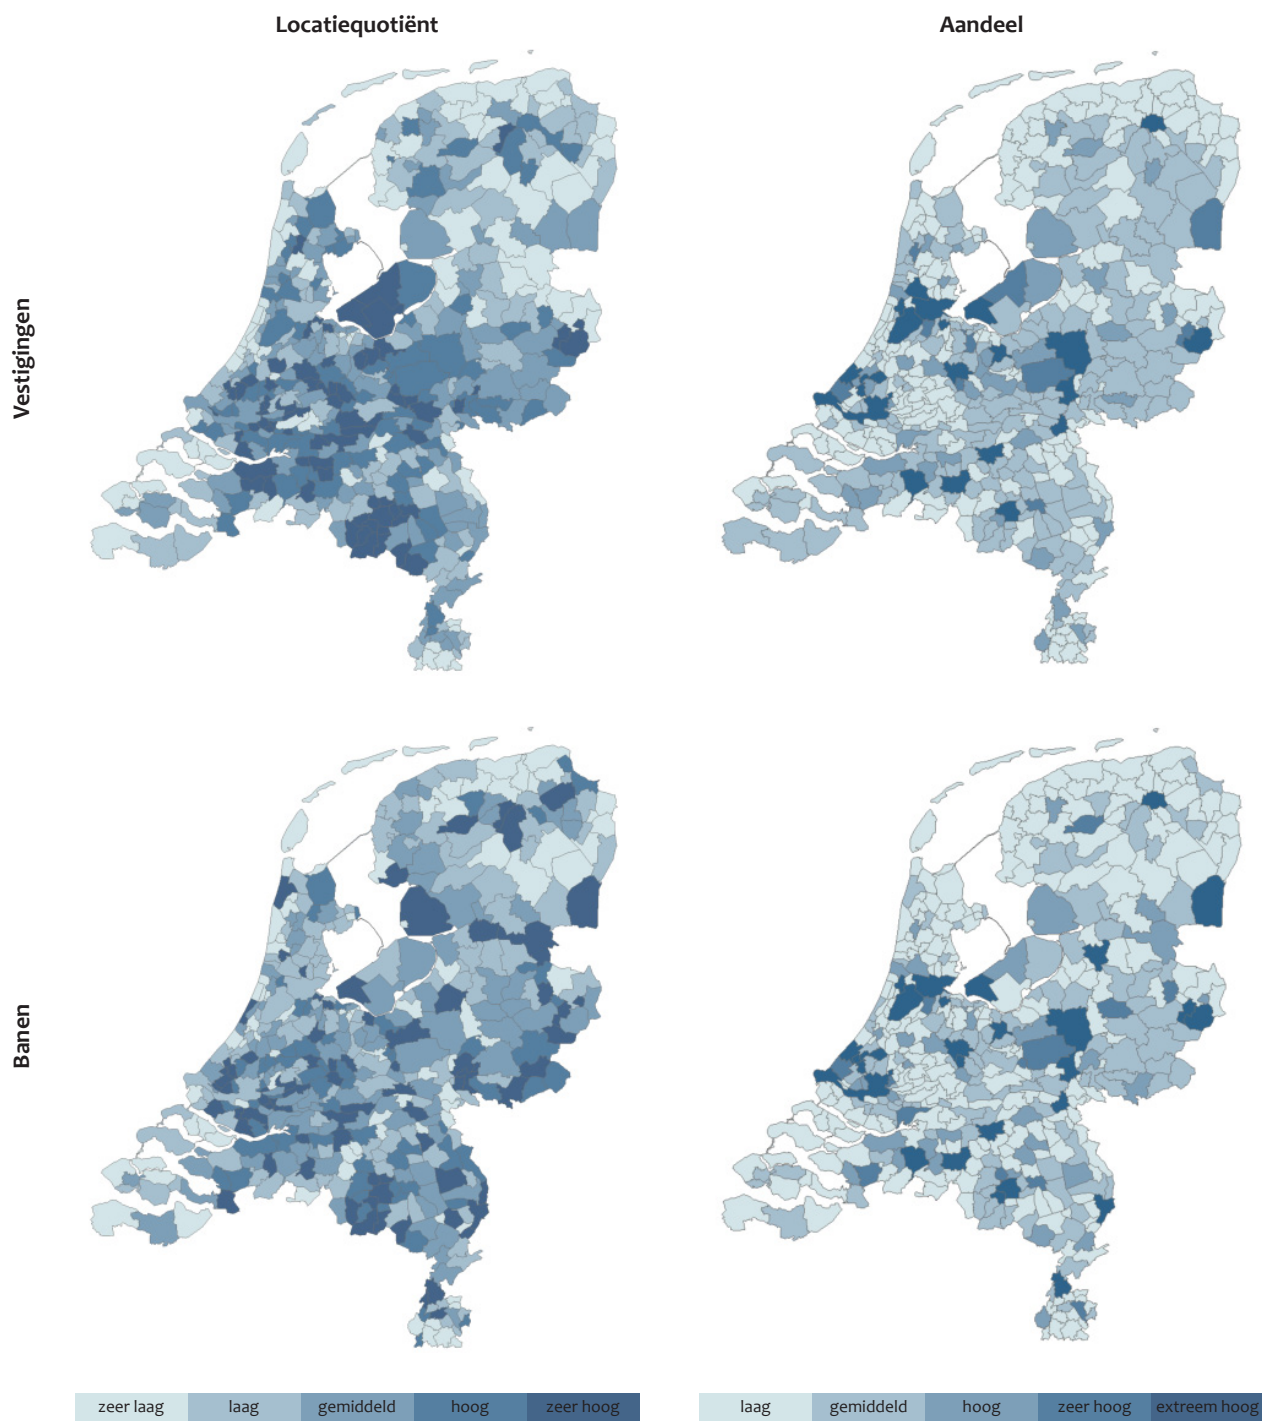 Locatiequotiënt
Aandeel
Vestigingen
Banen
zeer laag
laag
gemiddeld
hoog
zeer hoog
laag
gemiddeld
hoog
zeer hoog
extreem hoog